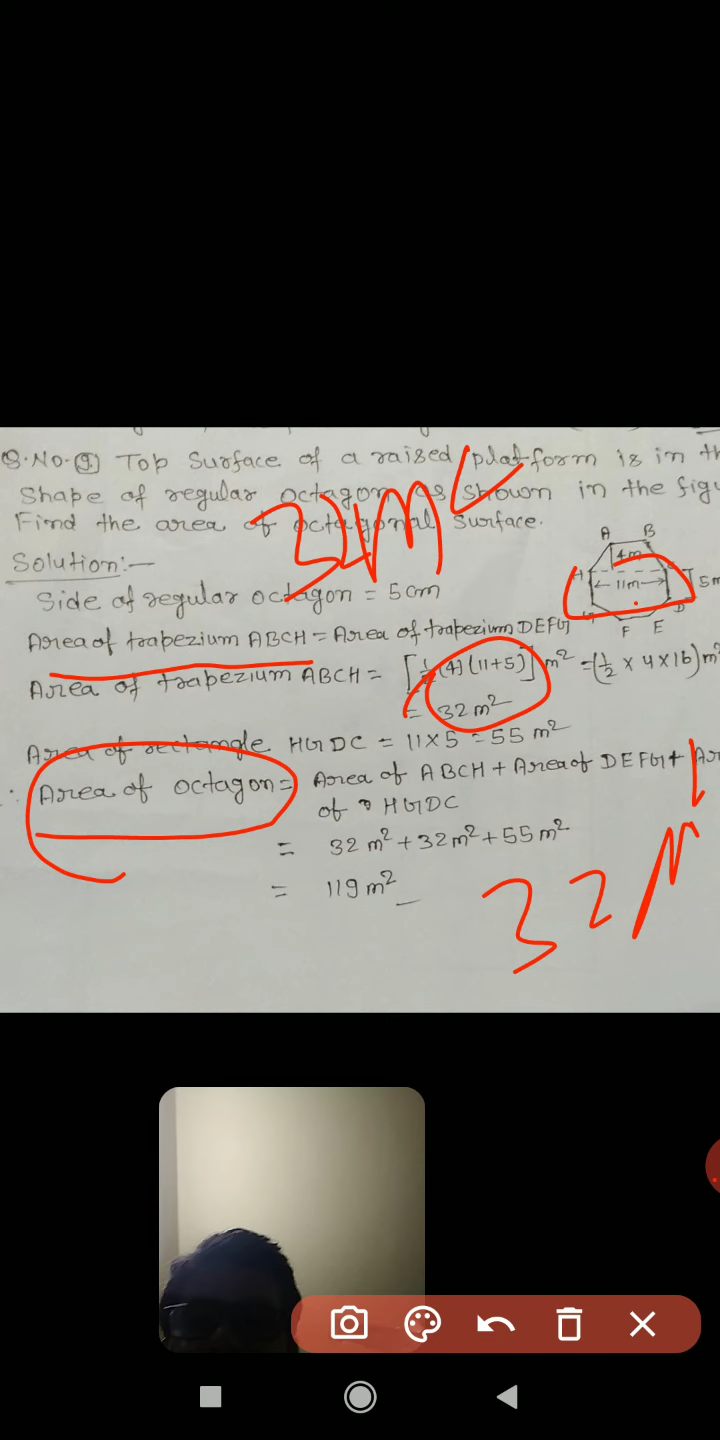 Q.NO.(9) Top Surface of a raised platform is in th
Shape of regular octagon as shown in the figu
Find the area of octagonal surface.
Solution:-
Side of regular octagon = 5cm
Area of trapezium ABCH = Area of trapezium DEFG
Area of trapezium ABCH = [½(4)(11+5)] m² = (½ x 4 x 16) m²
= 32 m²
Area of rectangle HGDC = 11x5 = 55 m²
∴ Area of octagon = Area of ABCH + Area of DEFG + Ar
of HGDC
= 32 m² + 32 m² + 55 m²
= 119 m²
A B
4m
H 11m 5m
D
F E
32 M